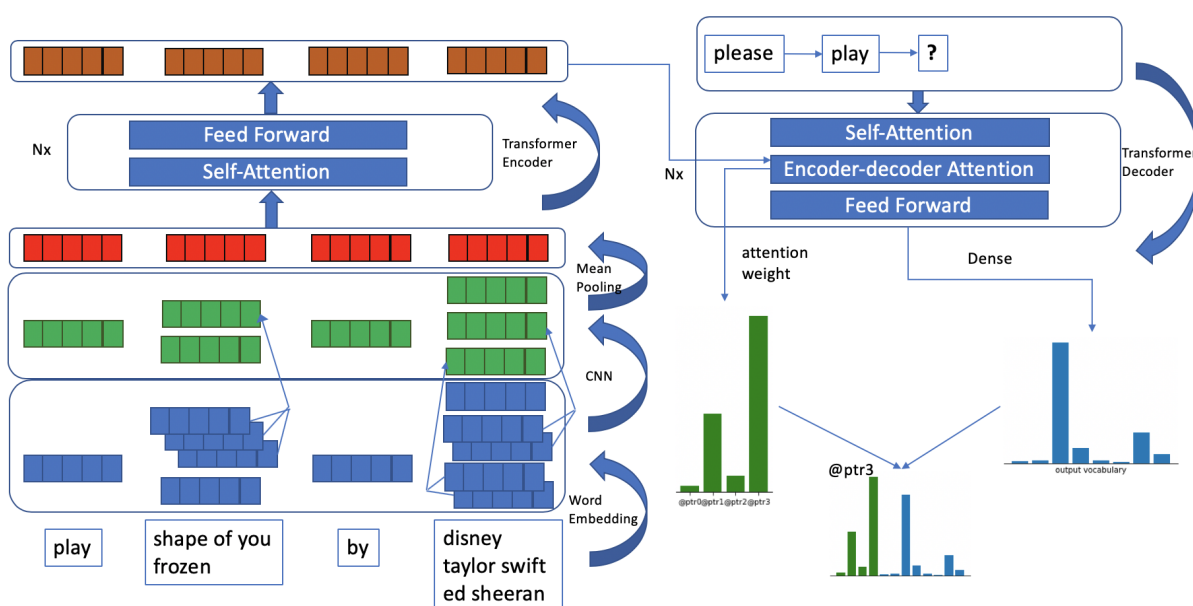 please
play
?
Feed Forward
Self-Attention
Nx
Transformer
Encoder
Self-Attention
Encoder-decoder Attention
Feed Forward
Nx
Transformer
Decoder
Mean
Pooling
CNN
Word
Embedding
play
shape of you
frozen
by
disney
taylor swift
ed sheeran
attention
weight
Dense
@ptr0@ptr1@ptr2@ptr3
output vocabulary
@ptr3